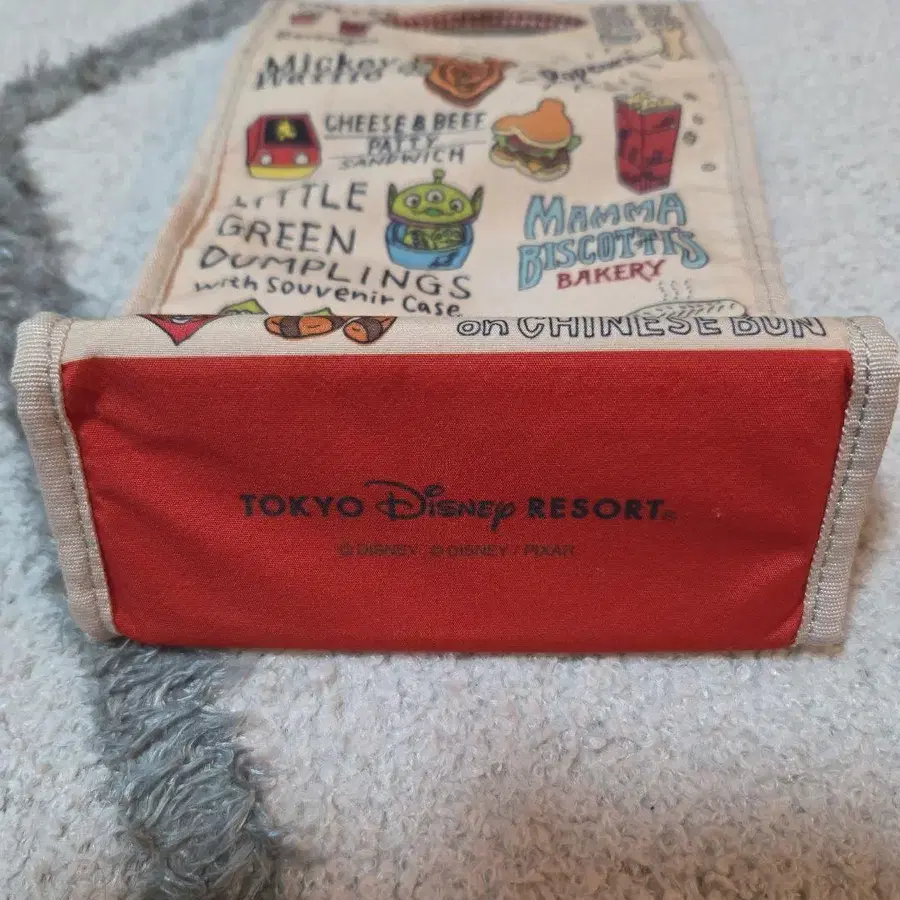 Mickey
Popcorn
CHEESE & BEEF
PATTY
SANDWICH
LITTLE
GREEN
DUMPLINGS
with Souvenir Case
MAMMA
BISCOTTI'S
BAKERY
on CHINESE BUN
TOKYO Disney RESORT®
© DISNEY © DISNEY / PIXAR